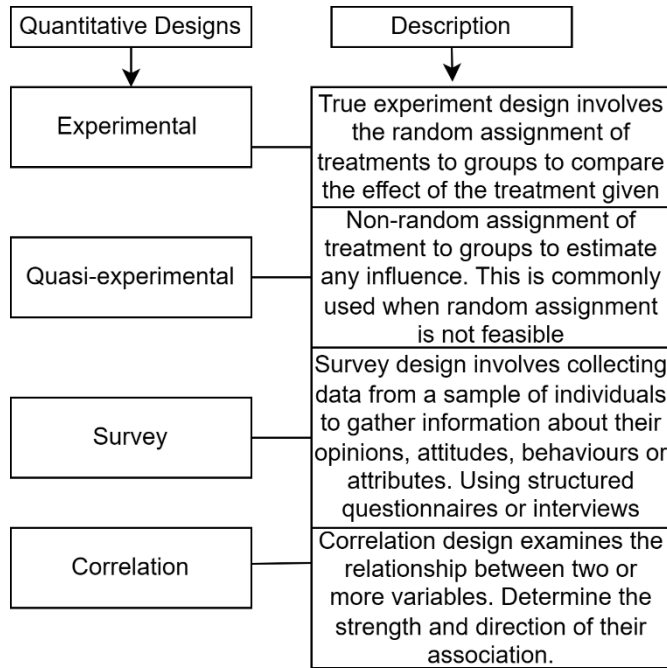 Quantitative Designs
Description
Experimental
True experiment design involves
the random assignment of
treatments to groups to compare
the effect of the treatment given
Quasi-experimental
Non-random assignment of
treatment to groups to estimate
any influence. This is commonly
used when random assignment
is not feasible
Survey
Survey design involves collecting
data from a sample of individuals
to gather information about their
opinions, attitudes, behaviours or
attributes. Using structured
questionnaires or interviews
Correlation
Correlation design examines the
relationship between two or
more variables. Determine the
strength and direction of their
association.